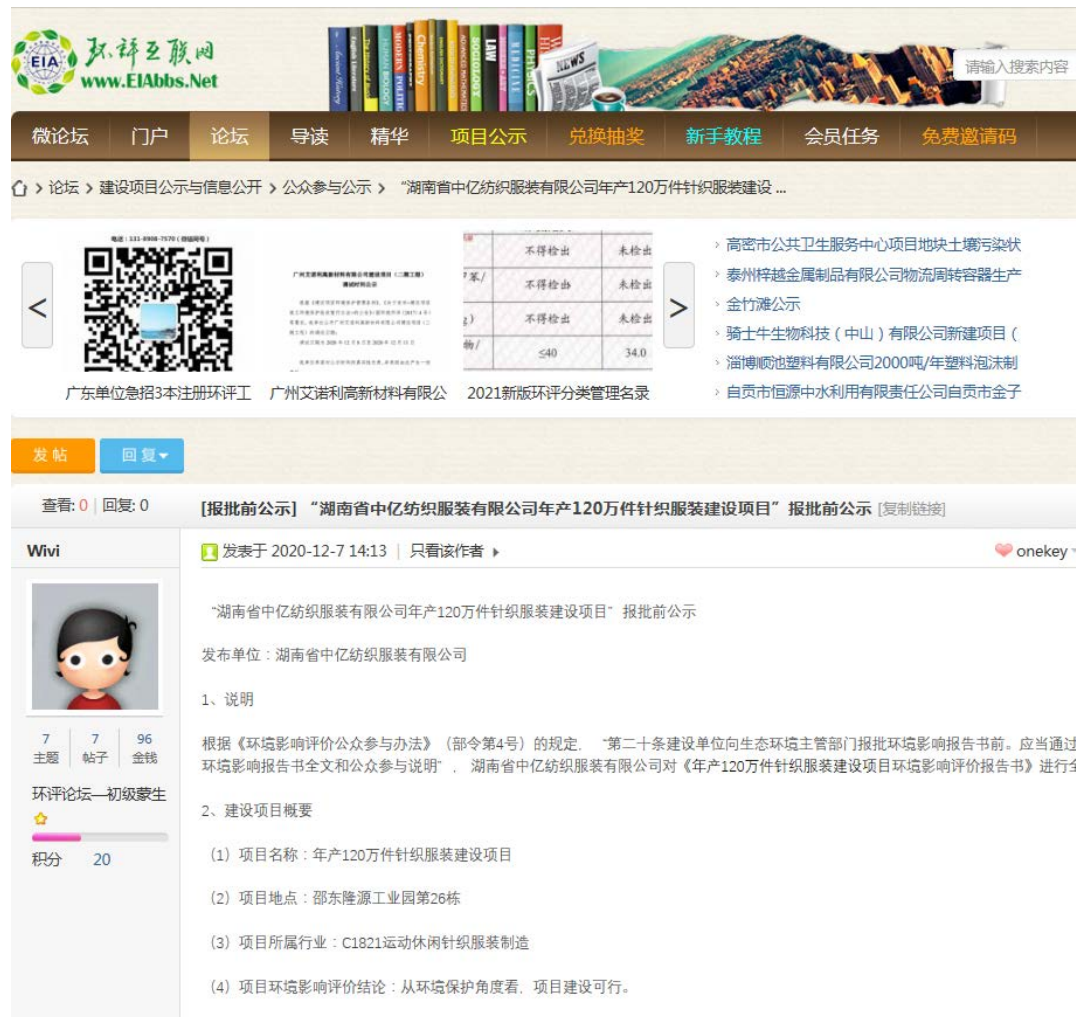 EIA 环评互联网
www.EIAbbs.Net
NEWS
LAW
请输入搜索内容
微论坛 门户 论坛 导读 精华 项目公示 兑换抽奖 新手教程 会员任务 免费邀请码
> 论坛 > 建设项目公示与信息公开 > 公众参与公示 > “湖南省中亿纺织服装有限公司年产120万件针织服装建设 ...
不得检出 未检出
不得检出 未检出
不得检出 未检出
≤40 34.0
广东单位急招3本注册环评工
广州艾诺利高新材料有限公
2021新版环评分类管理名录
高密市公共卫生服务中心项目地块土壤污染状
泰州梓越金属制品有限公司物流周转容器生产
金竹滩公示
骑士牛生物科技(中山)有限公司新建项目(
淄博顺池塑料有限公司2000吨/年塑料泡沫制
自贡市恒源中水利用有限责任公司自贡市金子
发帖 回复
查看: 0 | 回复: 0
[报批前公示] “湖南省中亿纺织服装有限公司年产120万件针织服装建设项目”报批前公示 [复制链接]
Wivi
发表于 2020-12-7 14:13 | 只看该作者
onekey
“湖南省中亿纺织服装有限公司年产120万件针织服装建设项目”报批前公示
发布单位:湖南省中亿纺织服装有限公司
1、说明
7 7 96
主题 帖子 金钱
根据《环境影响评价公众参与办法》(部令第4号)的规定,“第二十条建设单位向生态环境主管部门报批环境影响报告书前。应当通过
环境影响报告书全文和公众参与说明”,湖南省中亿纺织服装有限公司对《年产120万件针织服装建设项目环境影响评价报告书》进行全
环评论坛—初级蒙生
积分 20
2、建设项目概要
(1)项目名称:年产120万件针织服装建设项目
(2)项目地点:邵东隆源工业园第26栋
(3)项目所属行业:C1821运动休闲针织服装制造
(4)项目环境影响评价结论:从环境保护角度看,项目建设可行。